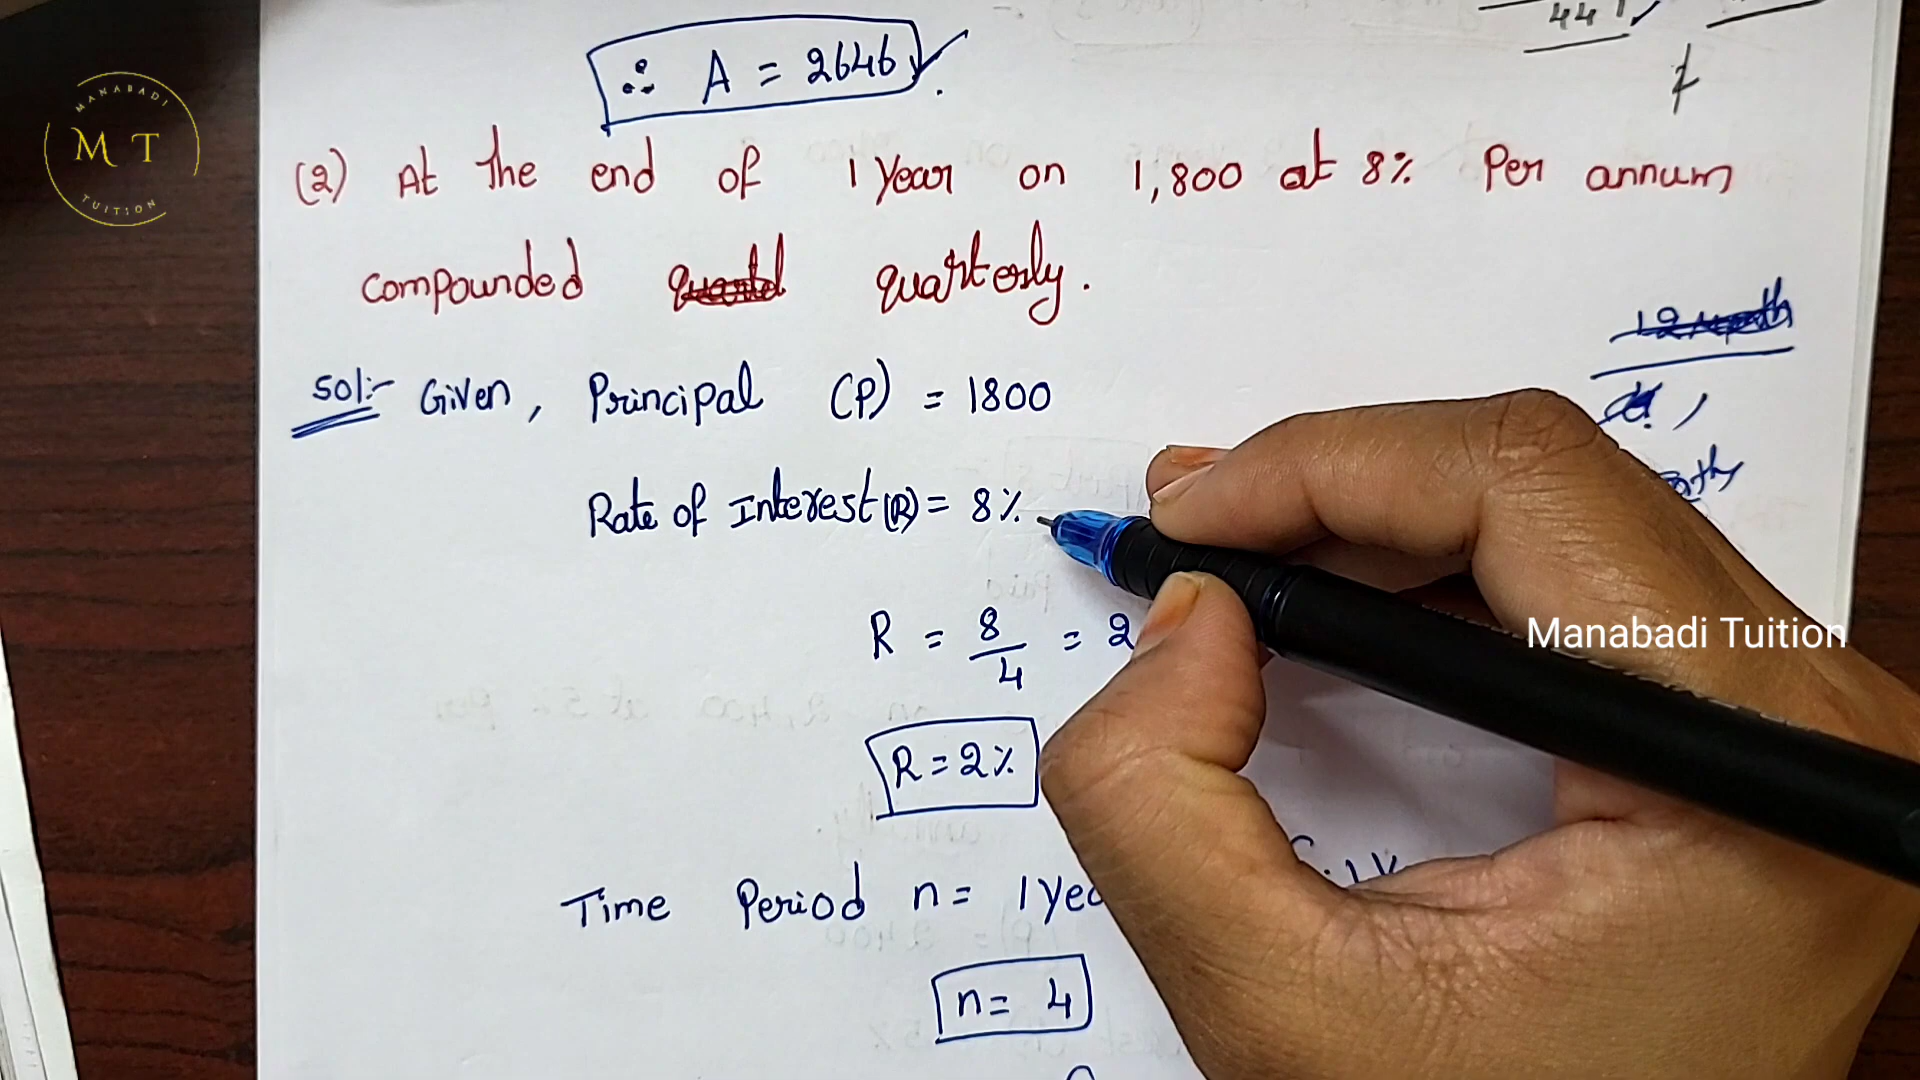 441
∴ A = 2646
MANABADI
M T
TUITION
(2) At the end of 1 Year on 1,800 at 8% Per annum
compounded quarterly.
Sol:- Given, Principal (P) = 1800
Rate of Interest (R) = 8%
R = 8/4 = 2
Manabadi Tuition
R = 2%
Time Period n = 1 yea
n = 4